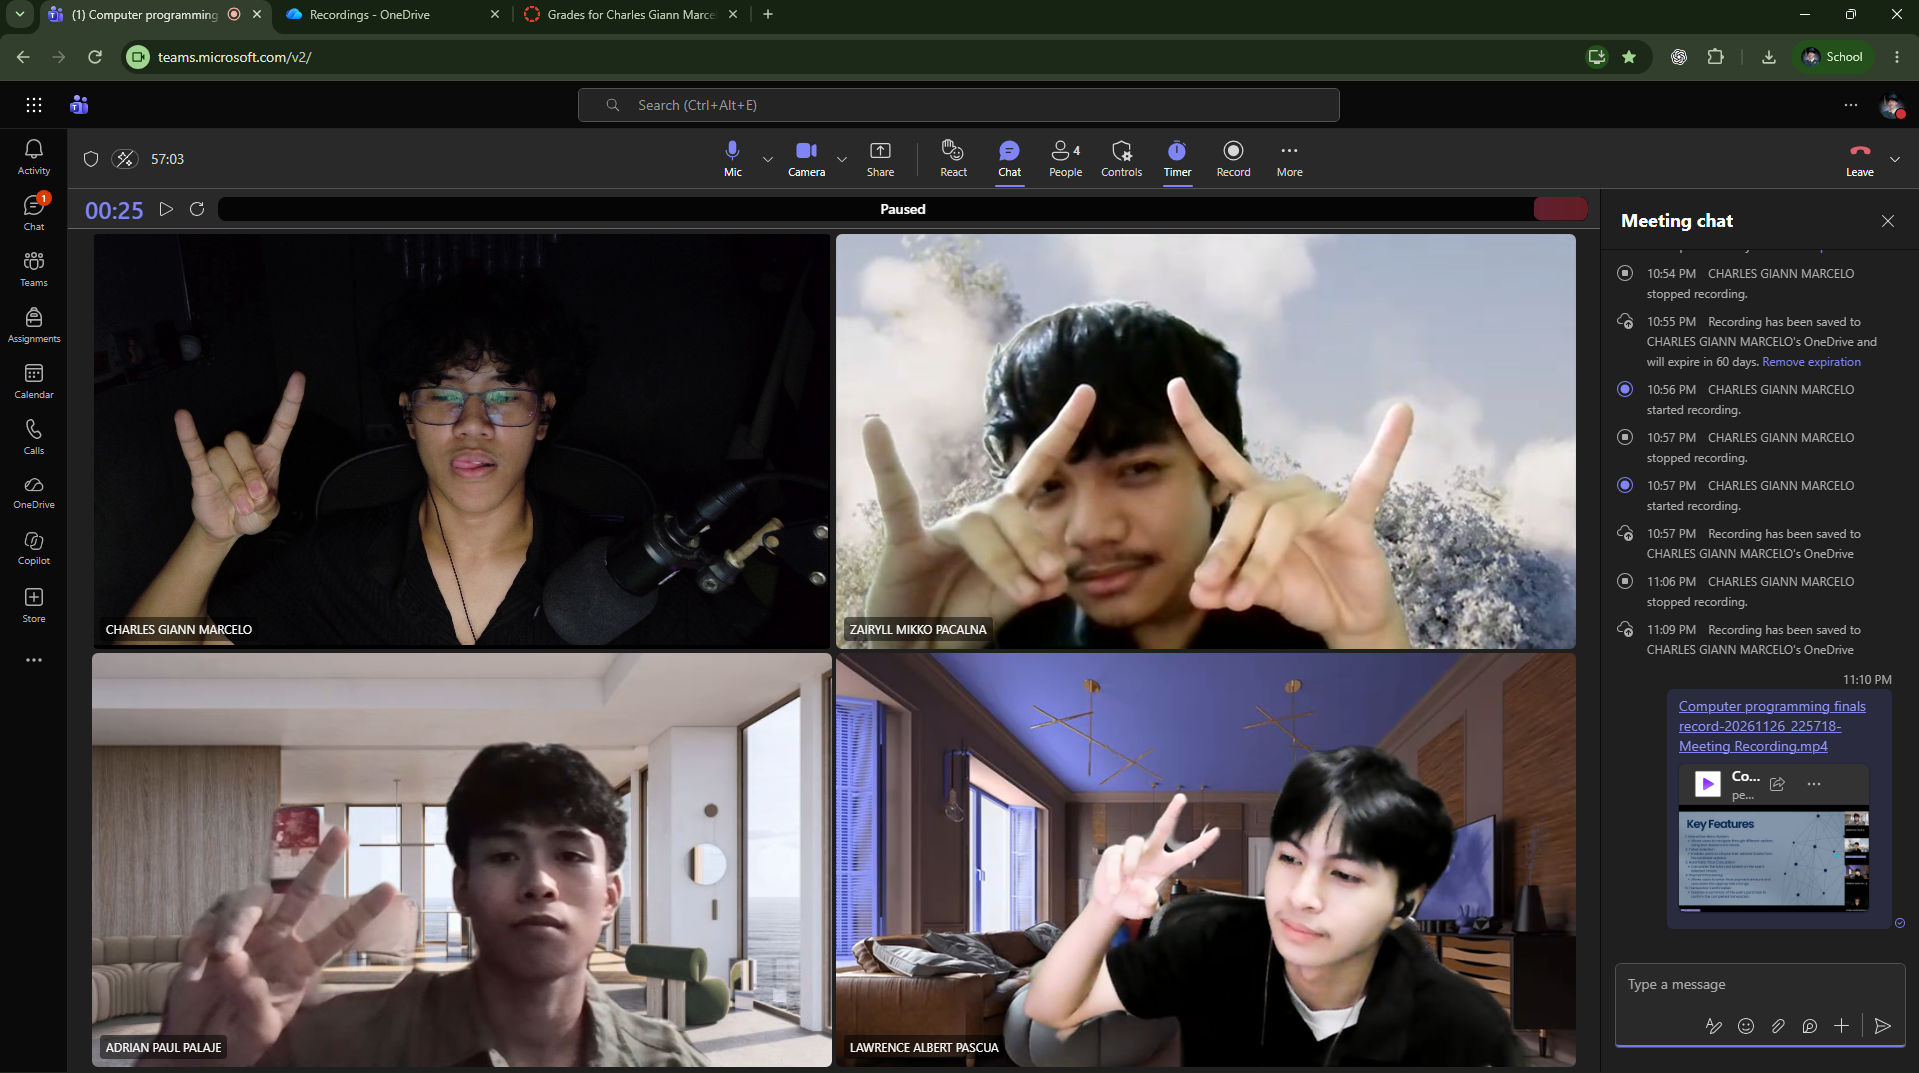 (1) Computer programming
Recordings - OneDrive
Grades for Charles Giann Marce
teams.microsoft.com/v2/
School
Search (Ctrl+Alt+E)
57:03
Mic
Camera
Share
React
Chat
4
People
Controls
Timer
Record
More
Leave
Activity
1
Chat
Teams
Assignments
Calendar
Calls
OneDrive
Copilot
Store
00:25
Paused
CHARLES GIANN MARCELO
ZAIRYLL MIKKO PACALNA
ADRIAN PAUL PALAJE
LAWRENCE ALBERT PASCUA
Meeting chat
10:54 PM CHARLES GIANN MARCELO
stopped recording.
10:55 PM Recording has been saved to
CHARLES GIANN MARCELO's OneDrive and
will expire in 60 days. Remove expiration
10:56 PM CHARLES GIANN MARCELO
started recording.
10:57 PM CHARLES GIANN MARCELO
stopped recording.
10:57 PM CHARLES GIANN MARCELO
started recording.
10:57 PM Recording has been saved to
CHARLES GIANN MARCELO's OneDrive
11:06 PM CHARLES GIANN MARCELO
stopped recording.
11:09 PM Recording has been saved to
CHARLES GIANN MARCELO's OneDrive
11:10 PM
Computer programming finals
record-20261126_225718-
Meeting Recording.mp4
Co...
pe...
Key Features
Type a message